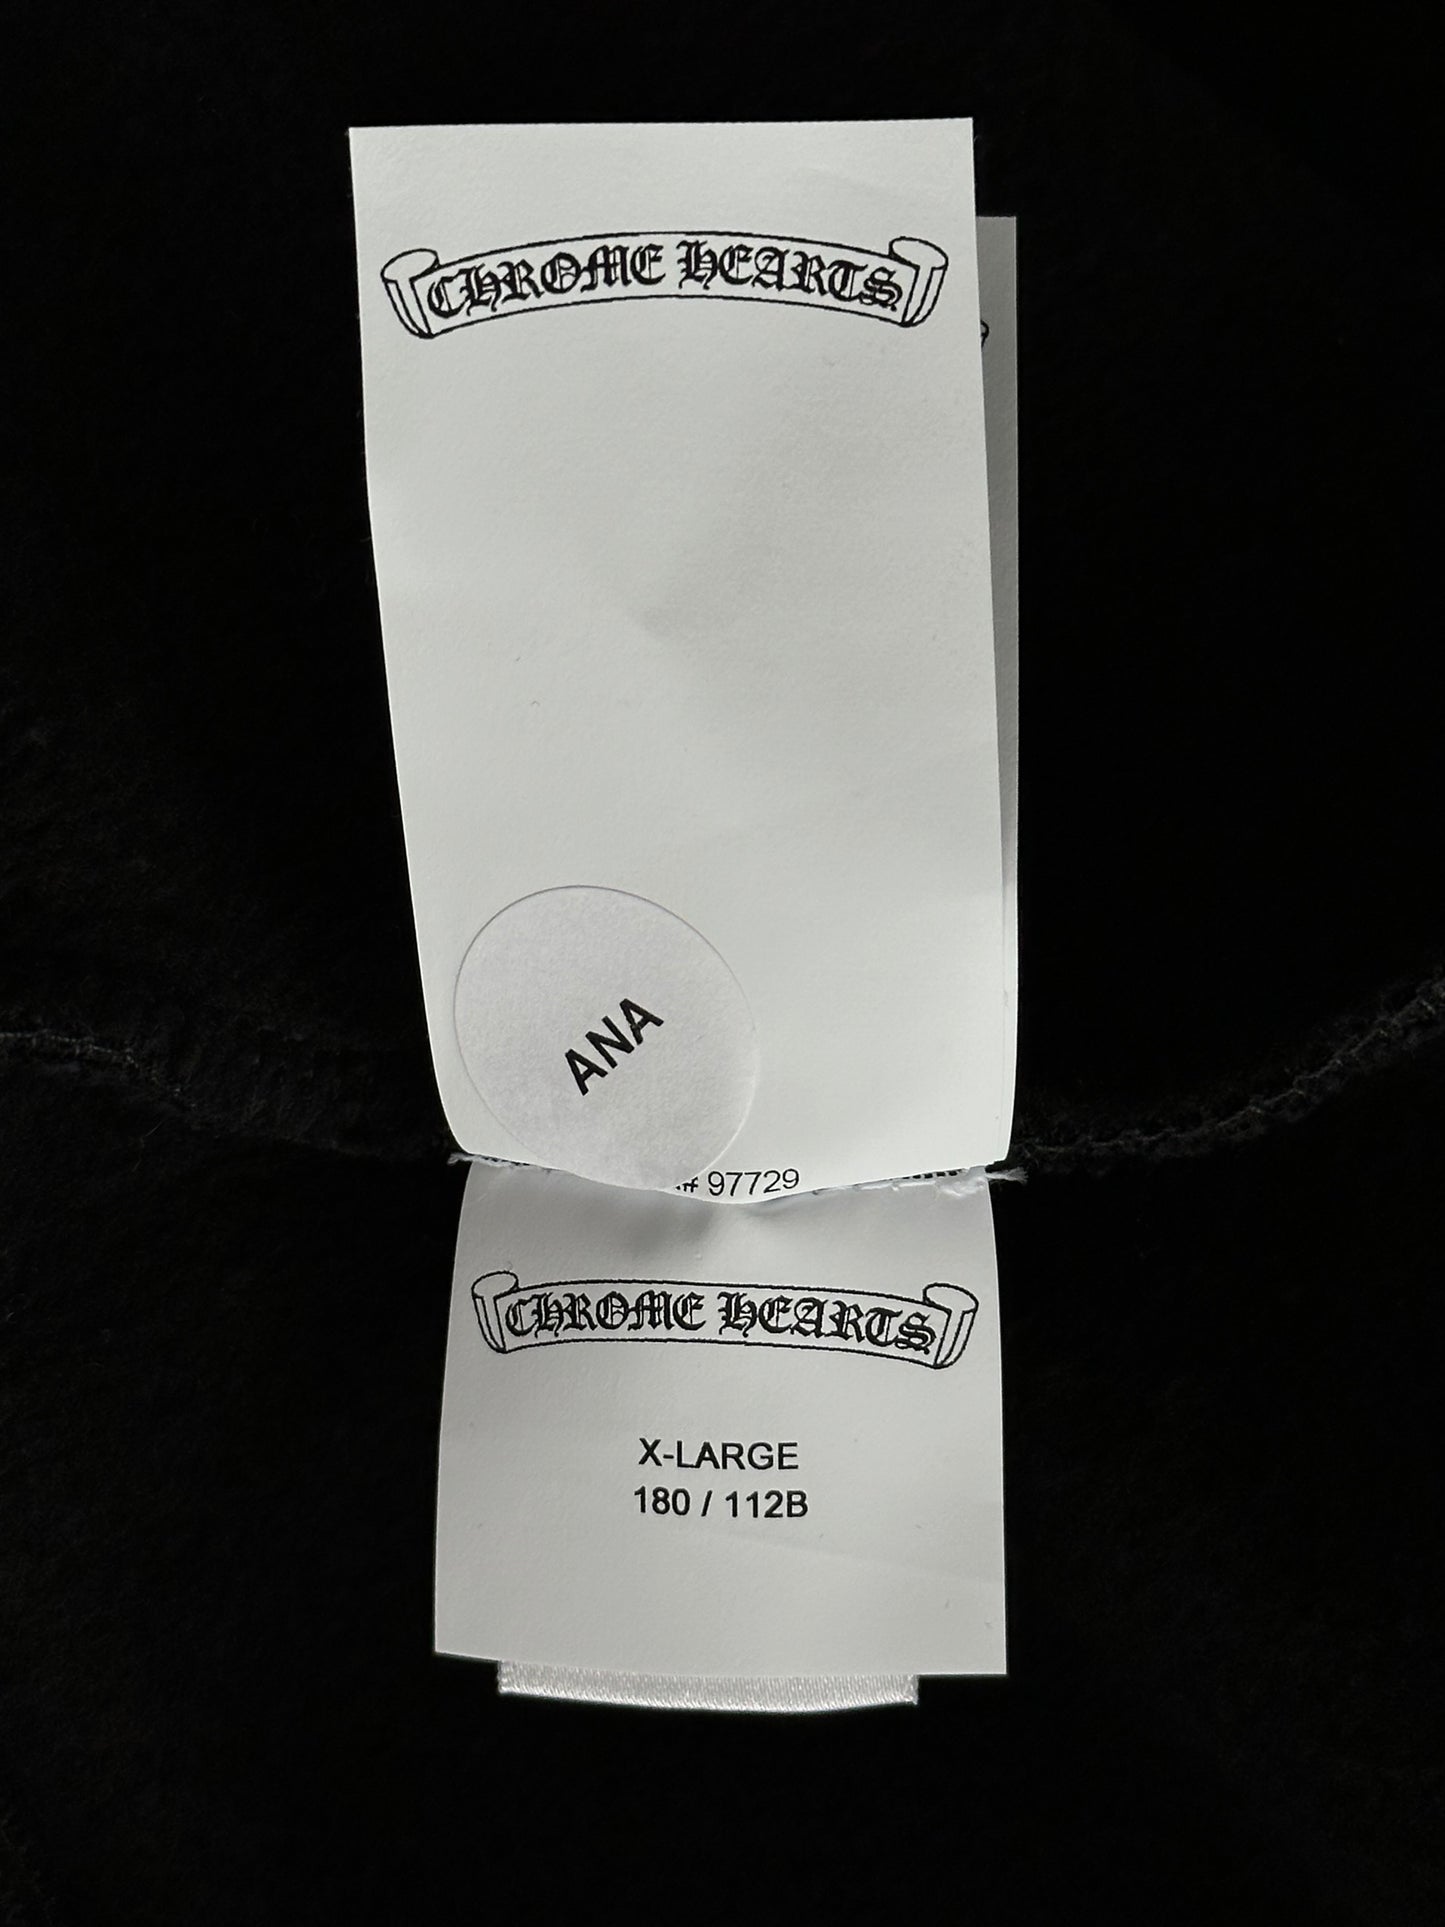 CHROME HEARTS
ANA
# 97729
CHROME HEARTS
X-LARGE
180 / 112B